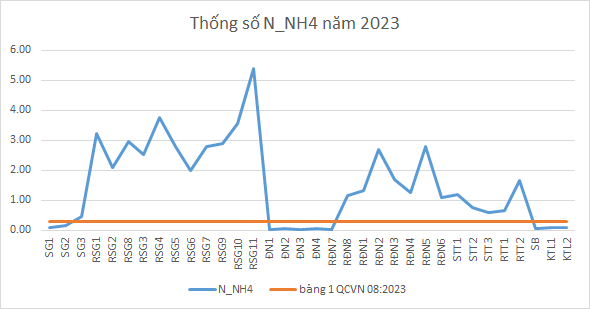 Thống số N_NH4 năm 2023
6.00
5.00
4.00
3.00
2.00
1.00
0.00
SG1
SG2
SG3
RSG1
RSG2
RSG8
RSG3
RSG4
RSG5
RSG6
RSG7
RSG9
RSG10
RSG11
ĐN1
ĐN2
ĐN3
ĐN4
RĐN7
RĐN8
RĐN1
RĐN2
RĐN3
RĐN4
RĐN5
RĐN6
STT1
STT2
STT3
RTT1
RTT2
SB
KTL1
KTL2
N_NH4
bảng 1 QCVN 08:2023